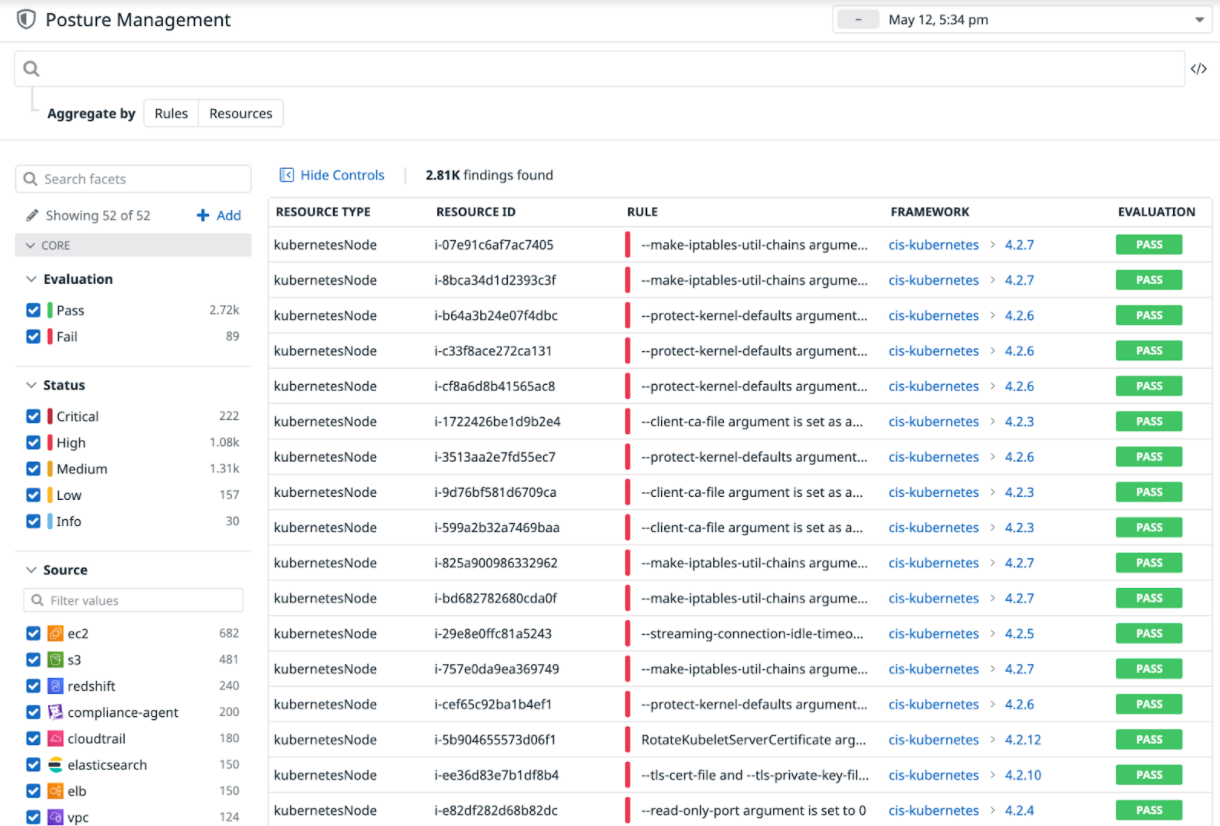 Posture Management
– May 12, 5:34 pm
</>
Aggregate by Rules Resources
Search facets
Hide Controls 2.81K findings found
Showing 52 of 52 + Add
CORE
Evaluation
Pass 2.72k
Fail 89
Status
Critical 222
High 1.08k
Medium 1.31k
Low 157
Info 30
Source
Filter values
ec2 682
s3 481
redshift 240
compliance-agent 200
cloudtrail 180
elasticsearch 150
elb 150
vpc 124
RESOURCE TYPE RESOURCE ID RULE FRAMEWORK EVALUATION
kubernetesNode i-07e91c6af7ac7405 --make-iptables-util-chains argume... cis-kubernetes > 4.2.7 PASS
kubernetesNode i-8bca34d1d2393c3f --make-iptables-util-chains argume... cis-kubernetes > 4.2.7 PASS
kubernetesNode i-b64a3b24e07f4dbc --protect-kernel-defaults argument... cis-kubernetes > 4.2.6 PASS
kubernetesNode i-c33f8ace272ca131 --protect-kernel-defaults argument... cis-kubernetes > 4.2.6 PASS
kubernetesNode i-cf8a6d8b41565ac8 --protect-kernel-defaults argument... cis-kubernetes > 4.2.6 PASS
kubernetesNode i-1722426be1d9b2e4 --client-ca-file argument is set as a... cis-kubernetes > 4.2.3 PASS
kubernetesNode i-3513aa2e7fd55ec7 --protect-kernel-defaults argument... cis-kubernetes > 4.2.6 PASS
kubernetesNode i-9d76bf581d6709ca --client-ca-file argument is set as a... cis-kubernetes > 4.2.3 PASS
kubernetesNode i-599a2b32a7469baa --client-ca-file argument is set as a... cis-kubernetes > 4.2.3 PASS
kubernetesNode i-825a900986332962 --make-iptables-util-chains argume... cis-kubernetes > 4.2.7 PASS
kubernetesNode i-bd682782680cda0f --make-iptables-util-chains argume... cis-kubernetes > 4.2.7 PASS
kubernetesNode i-29e8e0ffc81a5243 --streaming-connection-idle-timeo... cis-kubernetes > 4.2.5 PASS
kubernetesNode i-757e0da9ea369749 --make-iptables-util-chains argume... cis-kubernetes > 4.2.7 PASS
kubernetesNode i-cef65c92ba1b4ef1 --protect-kernel-defaults argument... cis-kubernetes > 4.2.6 PASS
kubernetesNode i-5b904655573d06f1 RotateKubeletServerCertificate arg... cis-kubernetes > 4.2.12 PASS
kubernetesNode i-ee36d83e7b1df8b4 --tls-cert-file and --tls-private-key-fil... cis-kubernetes > 4.2.10 PASS
kubernetesNode i-e82df282d68b82dc --read-only-port argument is set to 0 cis-kubernetes > 4.2.4 PASS